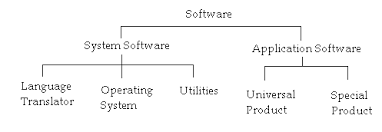 Software
System Software
Application Software
Language
Translator
Operating
System
Utilities
Universal
Product
Special
Product